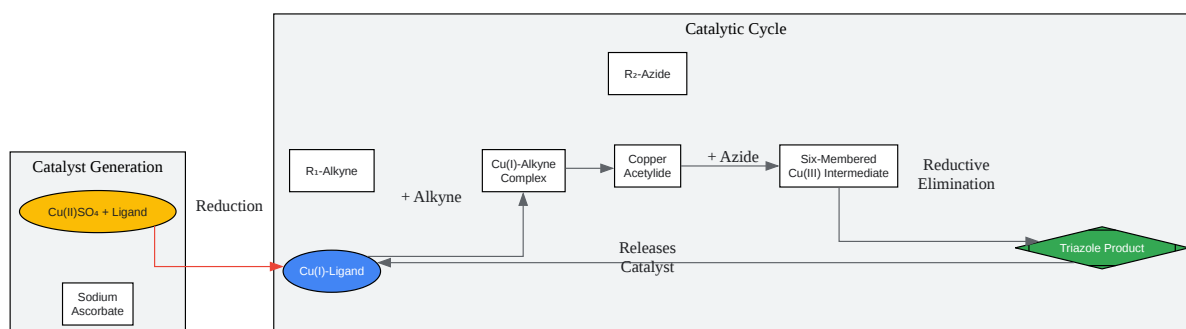 Catalytic Cycle
R₂-Azide
Catalyst Generation
Cu(II)SO₄ + Ligand
Sodium
Ascorbate
Reduction
R₁-Alkyne
Cu(I)-Ligand
+ Alkyne
Cu(I)-Alkyne
Complex
Copper
Acetylide
+ Azide
Six-Membered
Cu(III) Intermediate
Reductive
Elimination
Triazole Product
Releases
Catalyst